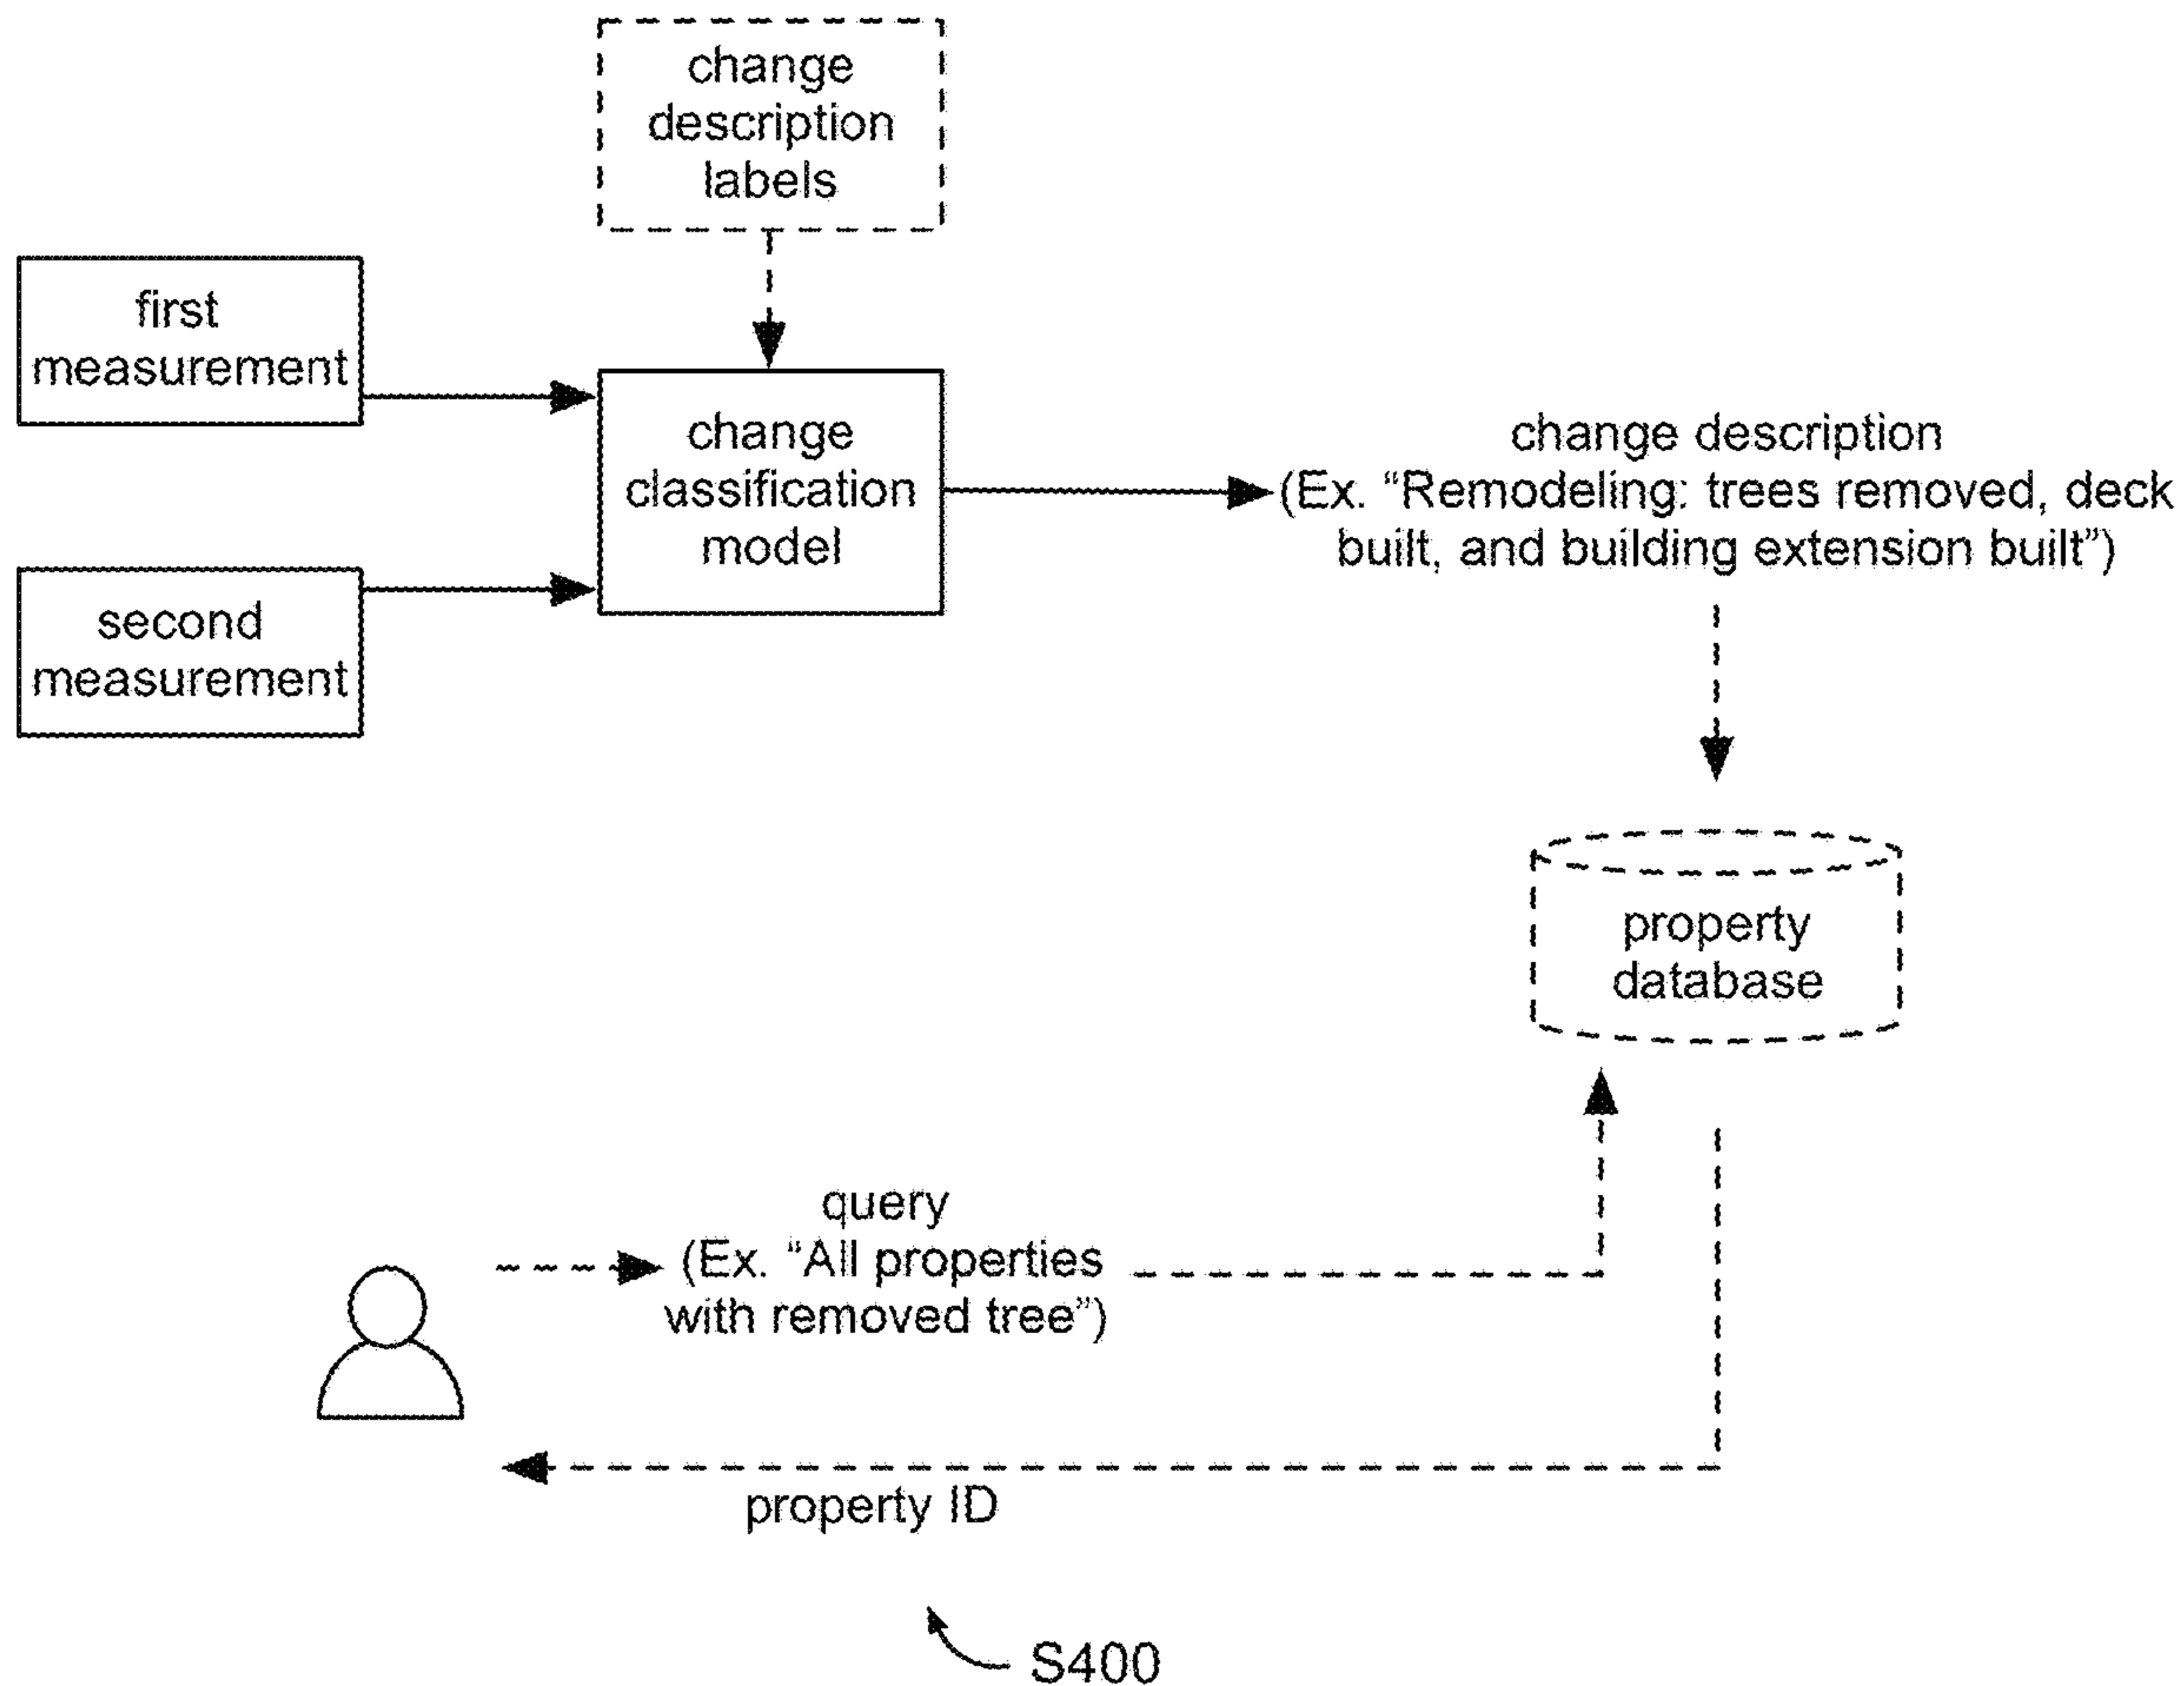 change
description
labels
first
measurement
change
classification
model
second
measurement
change description
(Ex. “Remodeling: trees removed, deck
built, and building extension built”)
property
database
query
(Ex. “All properties
with removed tree”)
property ID
S400